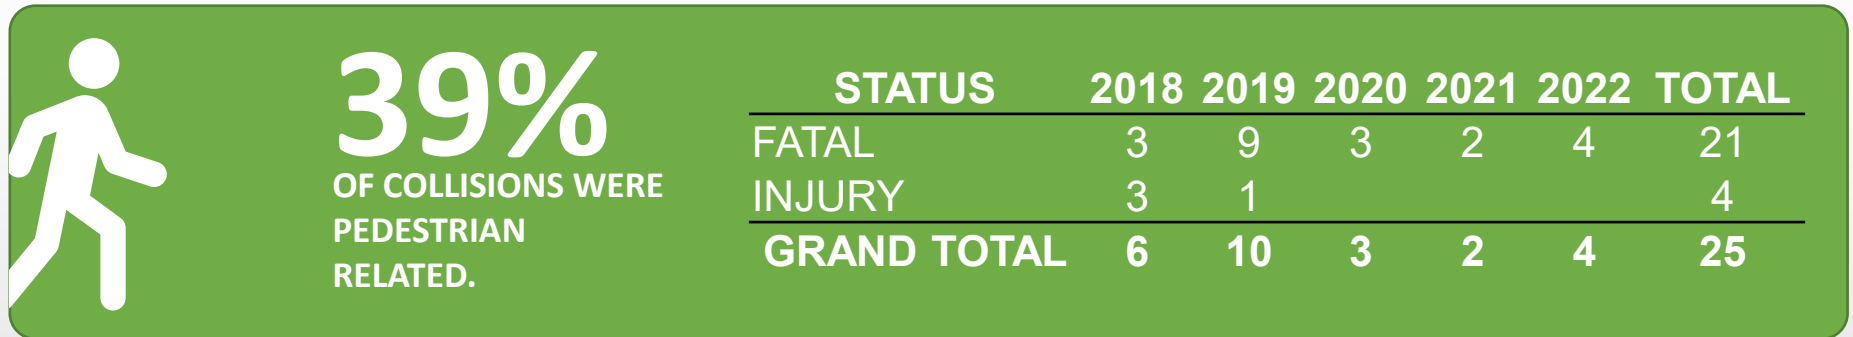 39%
OF COLLISIONS WERE
PEDESTRIAN
RELATED.
STATUS 2018 2019 2020 2021 2022 TOTAL
FATAL 3 9 3 2 4 21
INJURY 3 1 4
GRAND TOTAL 6 10 3 2 4 25